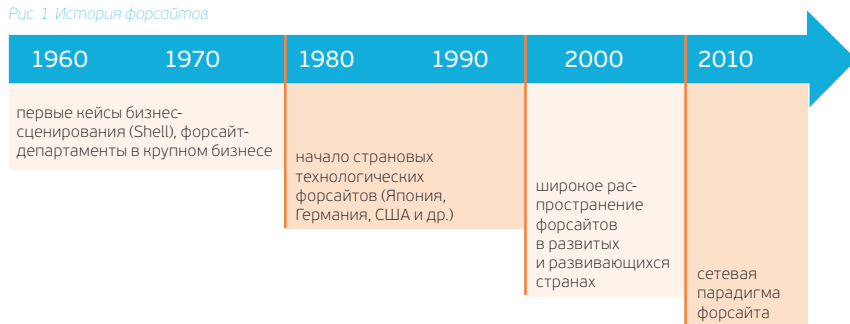 Рис. 1. История форсайтов
1960 1970 1980 1990 2000 2010
первые кейсы бизнес-
сценирования (Shell), форсайт-
департаменты в крупном бизнесе
начало страновых
технологических
форсайтов (Япония,
Германия, США и др.)
широкое рас-
пространение
форсайтов
в развитых
и развивающихся
странах
сетевая
парадигма
форсайта